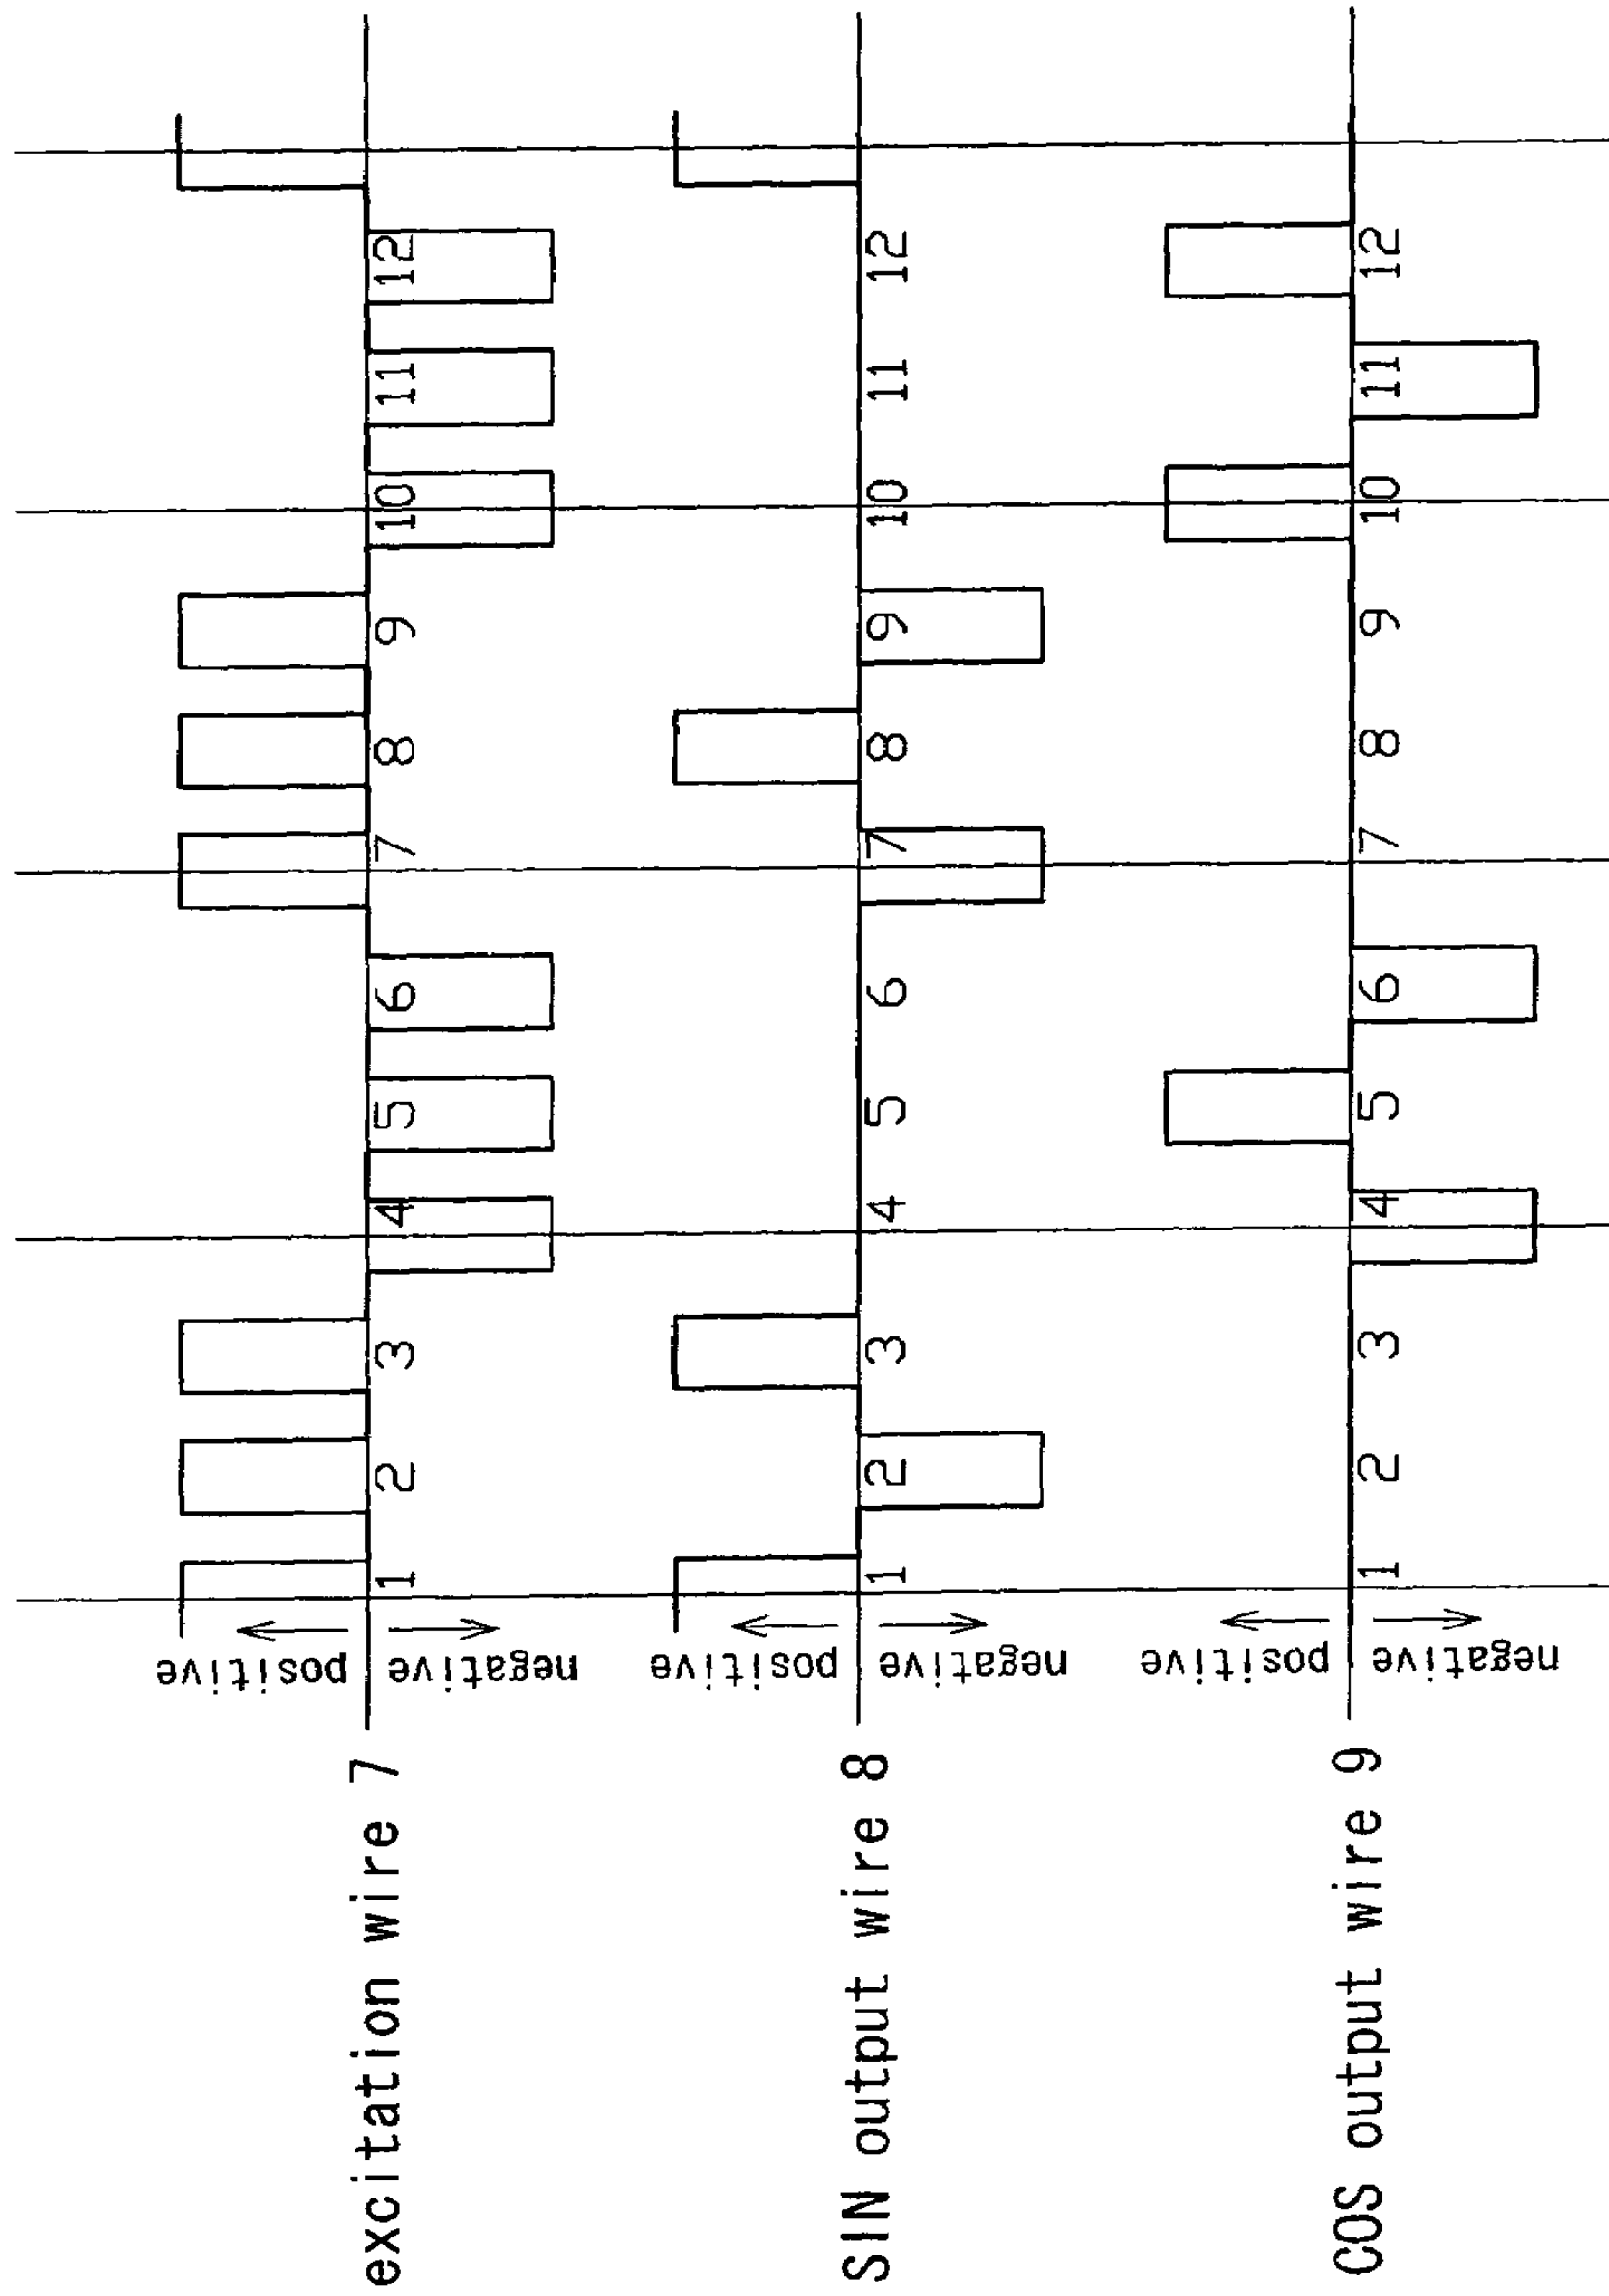 excitation wire 7
positive
negative
1 2 3 4 5 6 7 8 9 10 11 12
SIN output wire 8
positive
negative
1 2 3 4 5 6 7 8 9 10 11 12
COS output wire 9
positive
negative
1 2 3 4 5 6 7 8 9 10 11 12